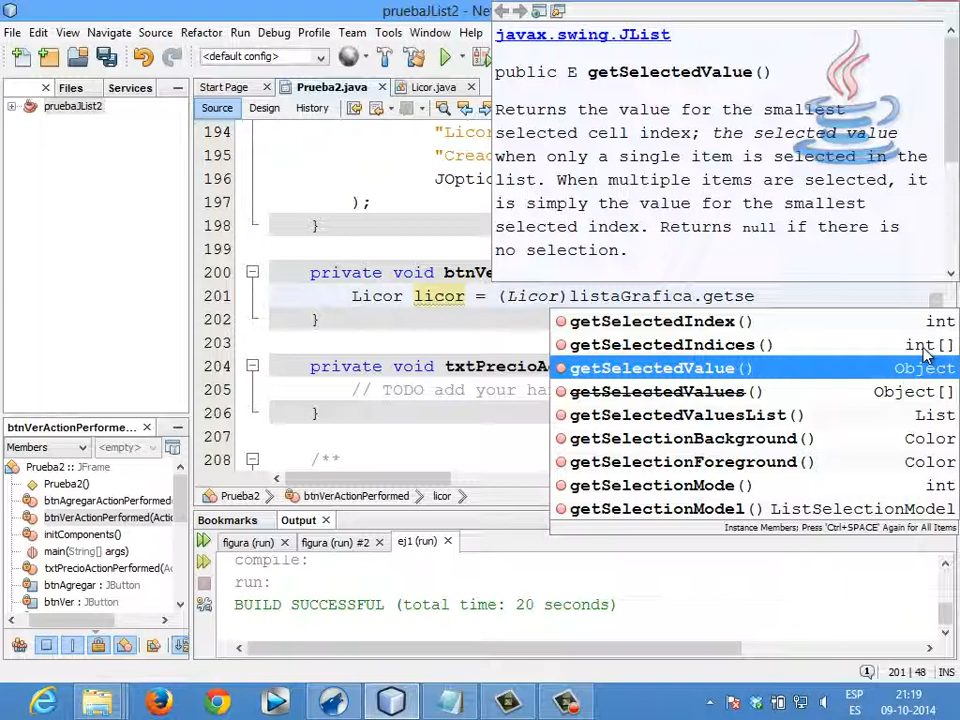 pruebaJList2 - Ne
File Edit View Navigate Source Refactor Run Debug Profile Team Tools Window Help
<default config>
Files Services
pruebaJList2
Start Page Prueba2.java Licor.java
Source Design History
194 "Licor
195 "Cread
196 JOptic
197 );
198 }
199
200 private void btnVe
201 Licor licor = (Licor)listaGrafica.getse
202 }
204 private void txtPrecioA
205 // TODO add your ha
206 }
207
208 /**
javax.swing.JList
public E getSelectedValue()
Returns the value for the smallest
selected cell index; the selected value
when only a single item is selected in the
list. When multiple items are selected, it
is simply the value for the smallest
selected index. Returns null if there is
no selection.
getSelectedIndex() int
getSelectedIndices() int[]
getSelectedValue() Object
getSelectedValues() Object[]
getSelectedValuesList() List
getSelectionBackground() Color
getSelectionForeground() Color
getSelectionMode() int
getSelectionModel() ListSelectionModel
Instance Members; Press 'Ctrl+SPACE' Again for All Items
btnVerActionPerforme...
Members <empty>
Prueba2 :: JFrame
Prueba2()
btnAgregarActionPerformed
btnVerActionPerformed(Actio
initComponents()
main(String[] args)
txtPrecioActionPerformed(A
btnAgregar : JButton
btnVer : JButton
Prueba2 btnVerActionPerformed licor
Bookmarks Output
figura (run) figura (run) #2 ej1 (run)
compile:
run:
BUILD SUCCESSFUL (total time: 20 seconds)
201 | 48 INS
ESP
ES
21:19
09-10-2014